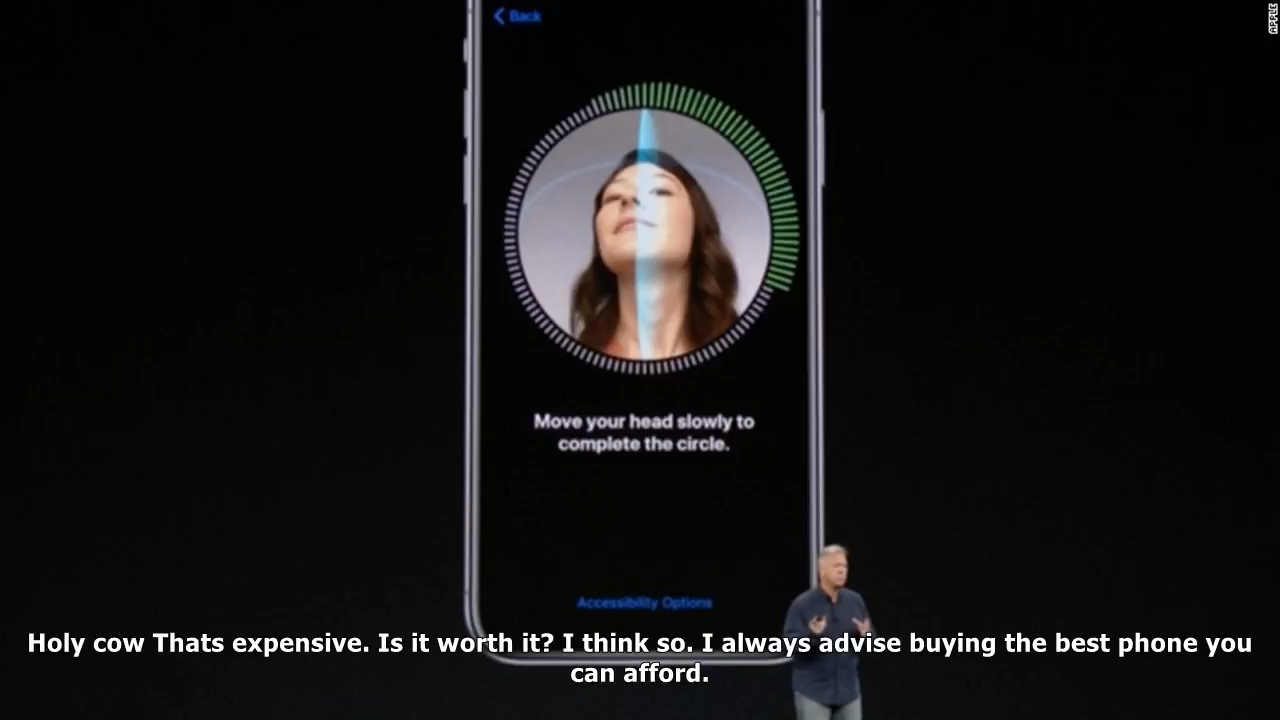 APPLE
Back
Move your head slowly to
complete the circle.
Accessibility Options
Holy cow Thats expensive. Is it worth it? I think so. I always advise buying the best phone you
can afford.